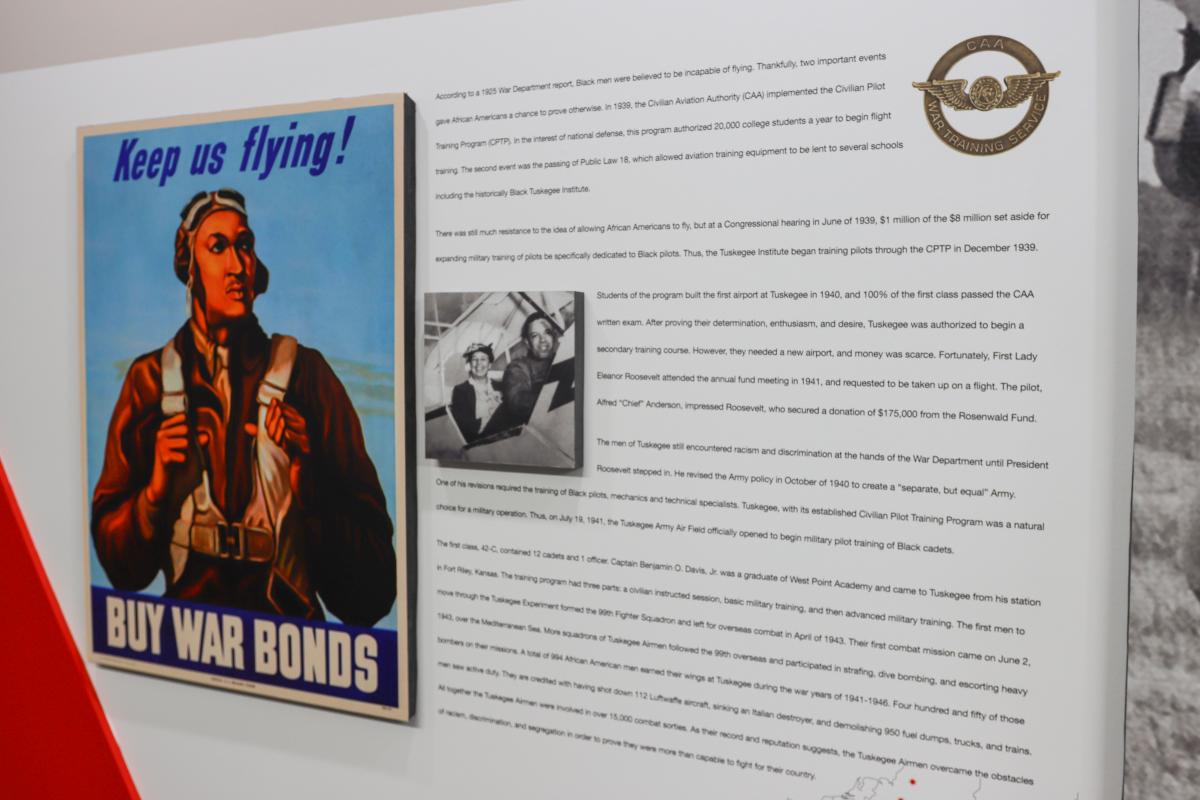 Keep us flying!
BUY WAR BONDS
CAA
WAR TRAINING SERVICE
According to a 1925 War Department report, Black men were believed to be incapable of flying. Thankfully, two important events
gave African Americans a chance to prove otherwise. In 1939, the Civilian Aviation Authority (CAA) implemented the Civilian Pilot
Training Program (CPTP). In the interest of national defense, this program authorized 20,000 college students a year to begin flight
training. The second event was the passing of Public Law 18, which allowed aviation training equipment to be lent to several schools
including the historically Black Tuskegee Institute.
There was still much resistance to the idea of allowing African Americans to fly, but at a Congressional hearing in June of 1939, $1 million of the $8 million set aside for
expanding military training of pilots be specifically dedicated to Black pilots. Thus, the Tuskegee Institute began training pilots through the CPTP in December 1939.
Students of the program built the first airport at Tuskegee in 1940, and 100% of the first class passed the CAA
written exam. After proving their determination, enthusiasm, and desire, Tuskegee was authorized to begin a
secondary training course. However, they needed a new airport, and money was scarce. Fortunately, First Lady
Eleanor Roosevelt attended the annual fund meeting in 1941, and requested to be taken up on a flight. The pilot,
Alfred "Chief" Anderson, impressed Roosevelt, who secured a donation of $175,000 from the Rosenwald Fund.
The men of Tuskegee still encountered racism and discrimination at the hands of the War Department until President
Roosevelt stepped in. He revised the Army policy in October of 1940 to create a "separate, but equal" Army.
One of his revisions required the training of Black pilots, mechanics and technical specialists. Tuskegee, with its established Civilian Pilot Training Program was a natural
choice for a military operation. Thus, on July 19, 1941, the Tuskegee Army Air Field officially opened to begin military pilot training of Black cadets.
The first class, 42-C, contained 12 cadets and 1 officer. Captain Benjamin O. Davis, Jr. was a graduate of West Point Academy and came to Tuskegee from his station
in Fort Riley, Kansas. The training program had three parts: a civilian instructed session, basic military training, and then advanced military training. The first men to
move through the Tuskegee Experiment formed the 99th Fighter Squadron and left for overseas combat in April of 1943. Their first combat mission came on June 2,
1943, over the Mediterranean Sea. More squadrons of Tuskegee Airmen followed the 99th overseas and participated in strafing, dive bombing, and escorting heavy
bombers on their missions. A total of 994 African American men earned their wings at Tuskegee during the war years of 1941-1946. Four hundred and fifty of those
men saw active duty. They are credited with having shot down 112 Luftwaffe aircraft, sinking an Italian destroyer, and demolishing 950 fuel dumps, trucks, and trains.
All together the Tuskegee Airmen were involved in over 15,000 combat sorties. As their record and reputation suggests, the Tuskegee Airmen overcame the obstacles
of racism, discrimination, and segregation in order to prove they were more than capable to fight for their country.